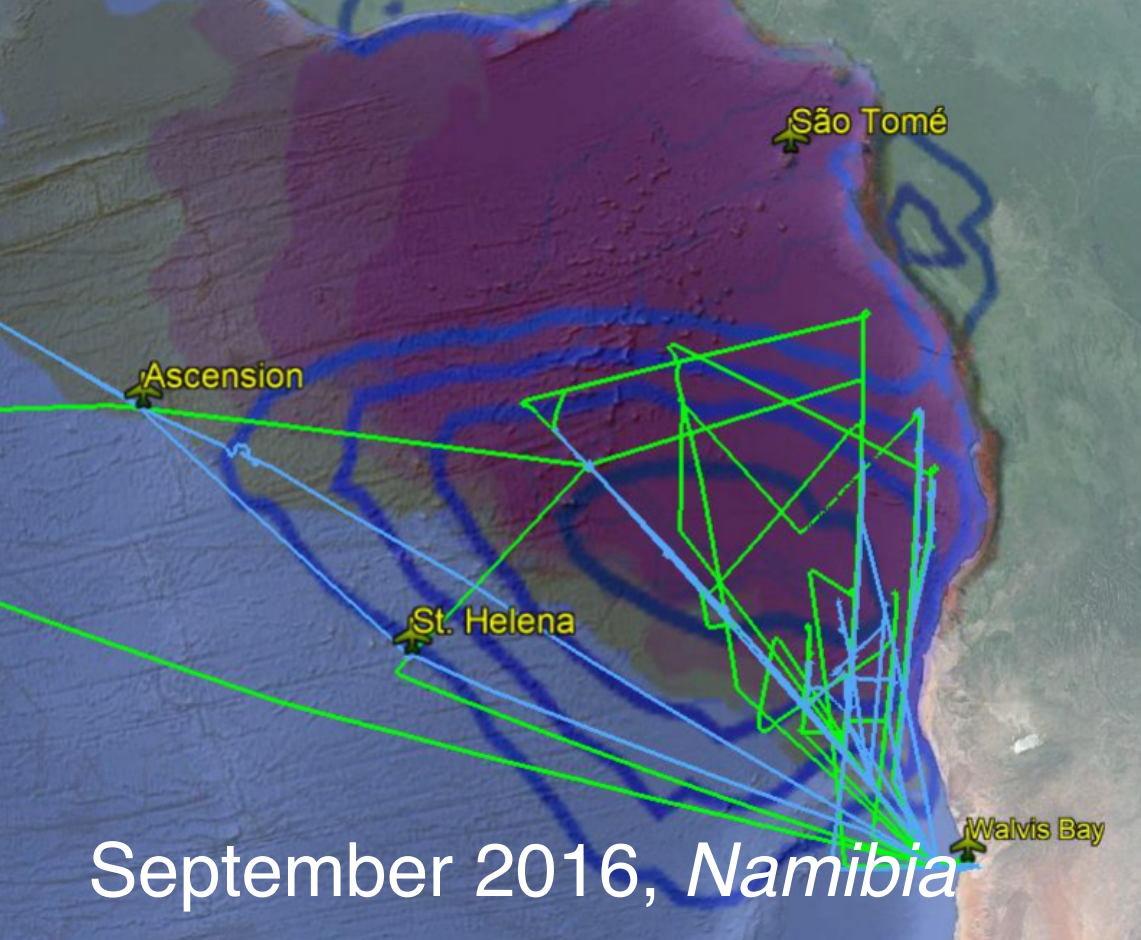 São Tomé
Ascension
St. Helena
Walvis Bay
September 2016, Namibia